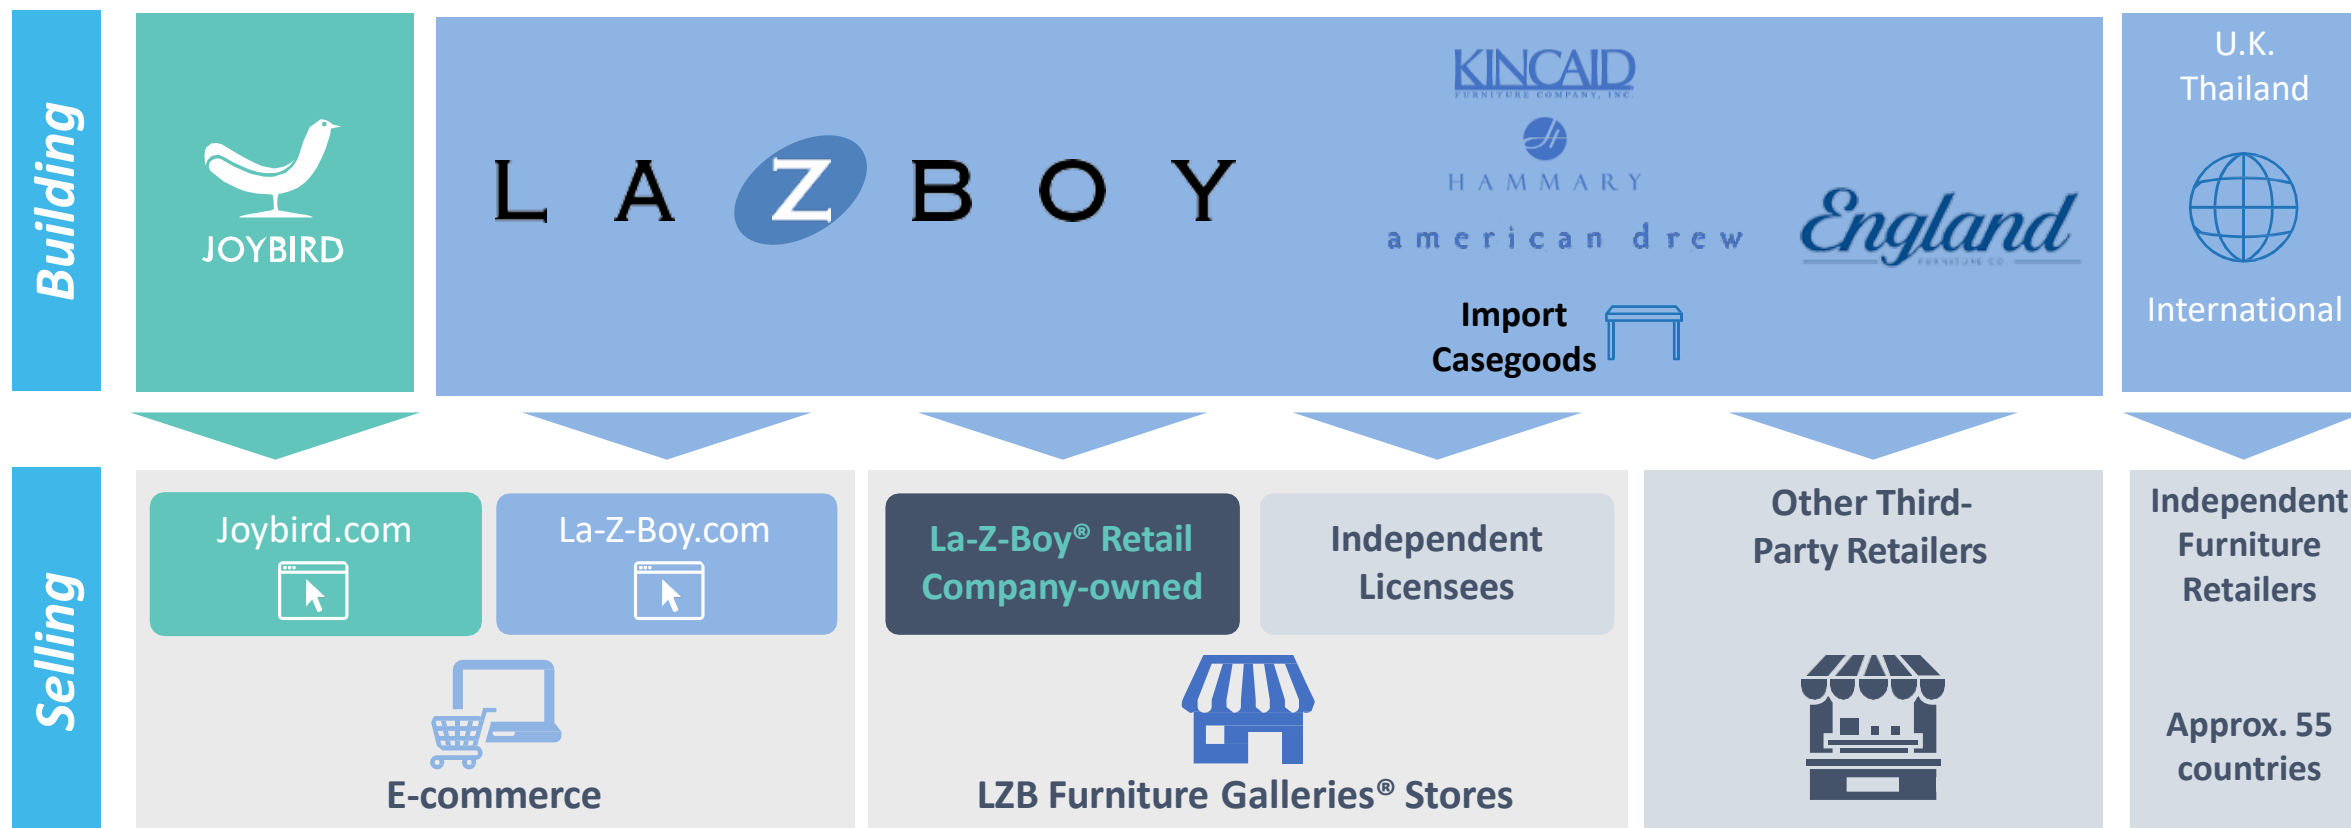 Building
JOYBIRD
LA Z BOY
KINCAID
FURNITURE COMPANY, INC.
H
HAMMARY
american drew
Import
Casegoods
England
FURNITURE CO.
U.K.
Thailand
International
Selling
Joybird.com
La-Z-Boy.com
E-commerce
La-Z-Boy® Retail
Company-owned
Independent
Licensees
LZB Furniture Galleries® Stores
Other Third-
Party Retailers
Independent
Furniture
Retailers
Approx. 55
countries